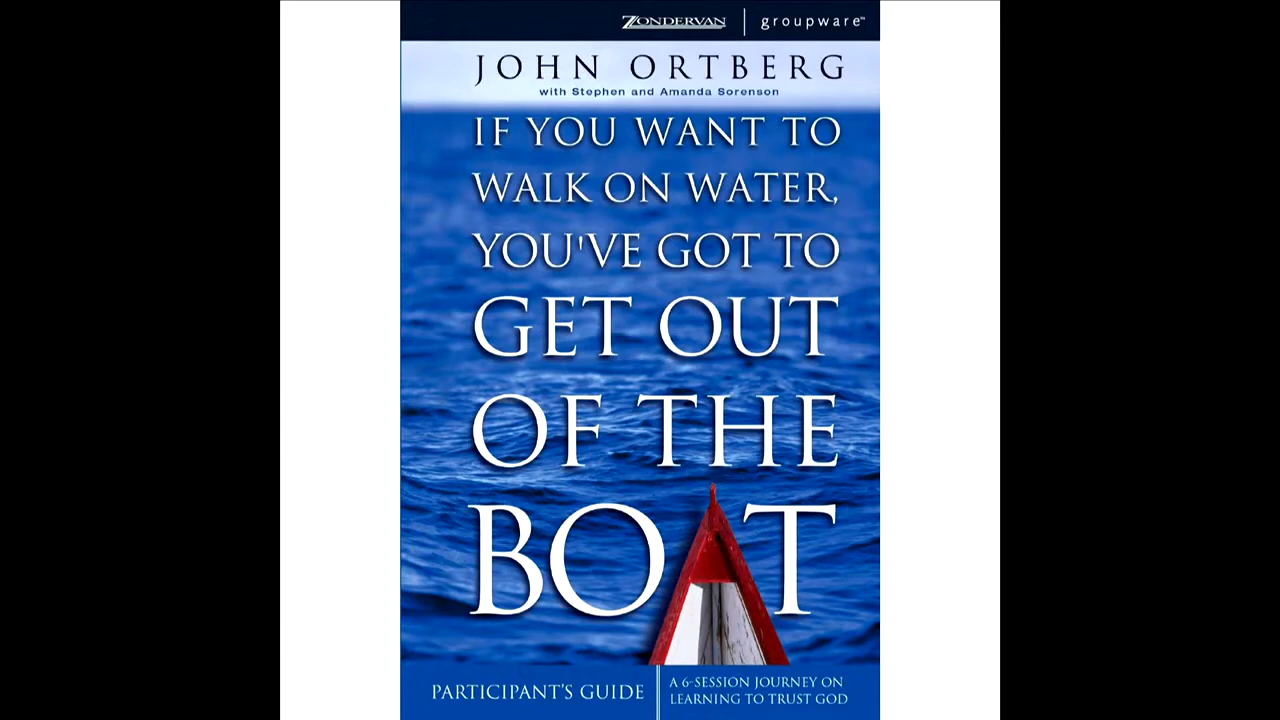 ZONDERVAN | groupware™
JOHN ORTBERG
with Stephen and Amanda Sorenson
IF YOU WANT TO
WALK ON WATER,
YOU'VE GOT TO
GET OUT
OF THE
BOAT
PARTICIPANT'S GUIDE
A 6-SESSION JOURNEY ON
LEARNING TO TRUST GOD